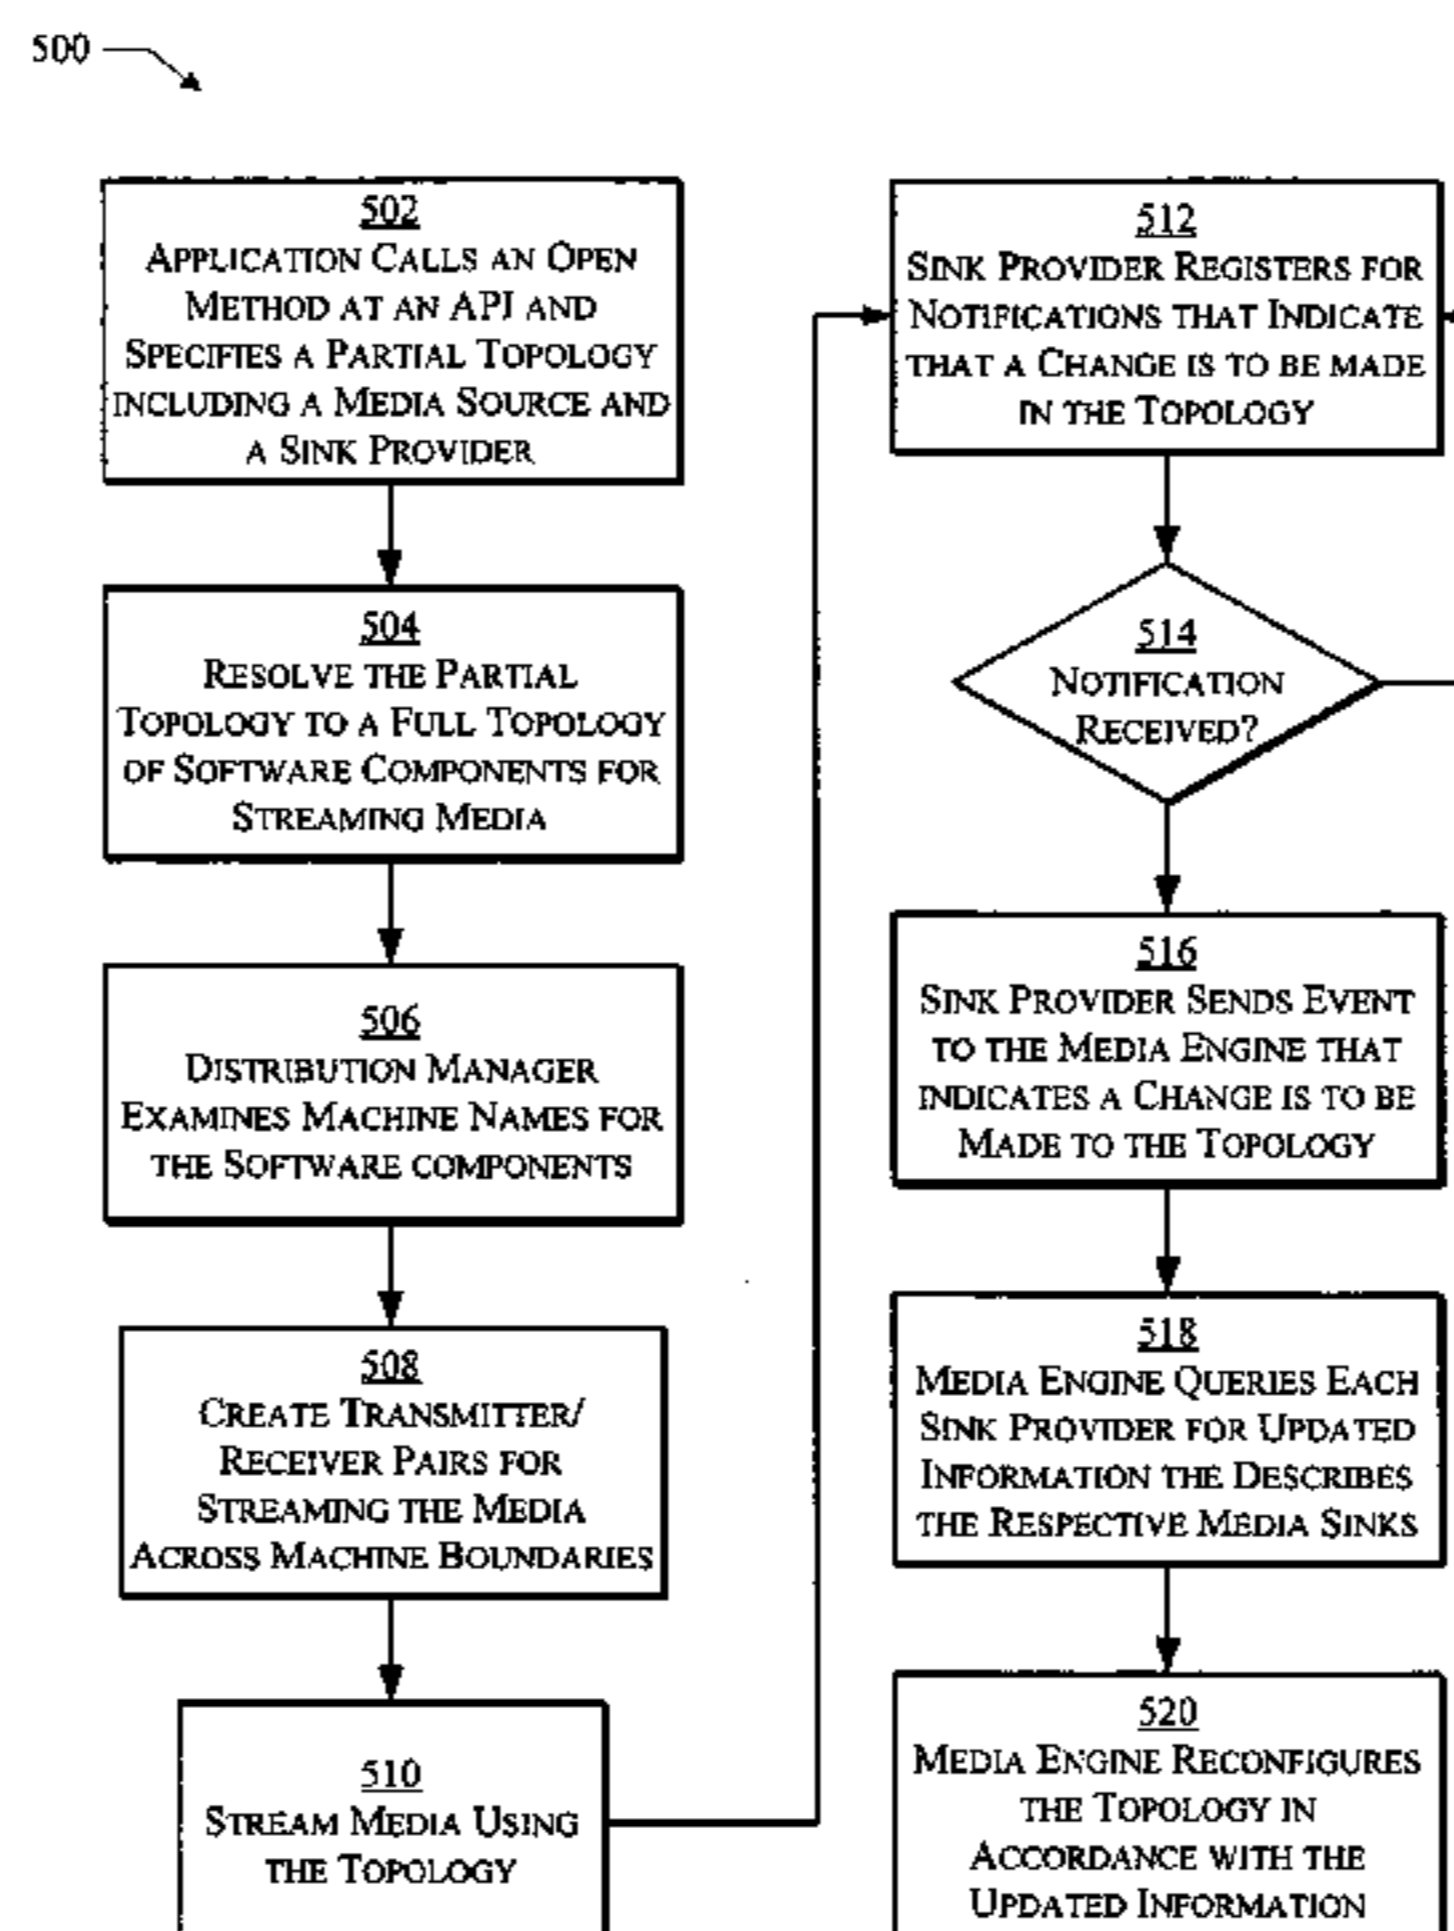 500
502
APPLICATION CALLS AN OPEN
METHOD AT AN API AND
SPECIFIES A PARTIAL TOPOLOGY
INCLUDING A MEDIA SOURCE AND
A SINK PROVIDER
504
RESOLVE THE PARTIAL
TOPOLOGY TO A FULL TOPOLOGY
OF SOFTWARE COMPONENTS FOR
STREAMING MEDIA
506
DISTRIBUTION MANAGER
EXAMINES MACHINE NAMES FOR
THE SOFTWARE COMPONENTS
508
CREATE TRANSMITTER/
RECEIVER PAIRS FOR
STREAMING THE MEDIA
ACROSS MACHINE BOUNDARIES
510
STREAM MEDIA USING
THE TOPOLOGY
512
SINK PROVIDER REGISTERS FOR
NOTIFICATIONS THAT INDICATE
THAT A CHANGE IS TO BE MADE
IN THE TOPOLOGY
514
NOTIFICATION
RECEIVED?
516
SINK PROVIDER SENDS EVENT
TO THE MEDIA ENGINE THAT
INDICATES A CHANGE IS TO BE
MADE TO THE TOPOLOGY
518
MEDIA ENGINE QUERIES EACH
SINK PROVIDER FOR UPDATED
INFORMATION THE DESCRIBES
THE RESPECTIVE MEDIA SINKS
520
MEDIA ENGINE RECONFIGURES
THE TOPOLOGY IN
ACCORDANCE WITH THE
UPDATED INFORMATION